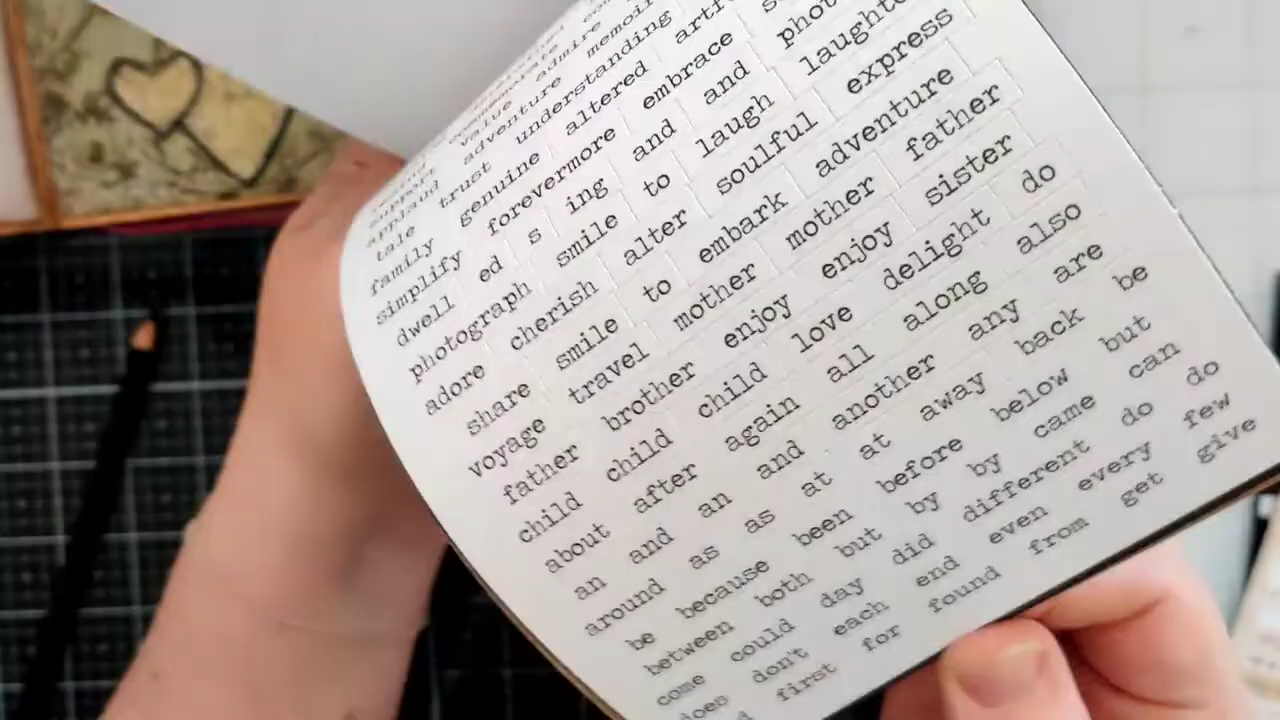 support value admire
applaud adventure memoir
tale trust understanding
family genuine altered
simplify forevermore embrace
dwell ed s ing and and
photograph smile to laugh
adore cherish alter soulful express
share smile to embark adventure
voyage travel mother mother father
father brother enjoy enjoy sister
child child child love delight do
about after again all along also
an and an and another any are
around as as at at away back be
be because been before below but
between both but by by came can
come could day did different do do
does don't each end even every few
first for found from get give